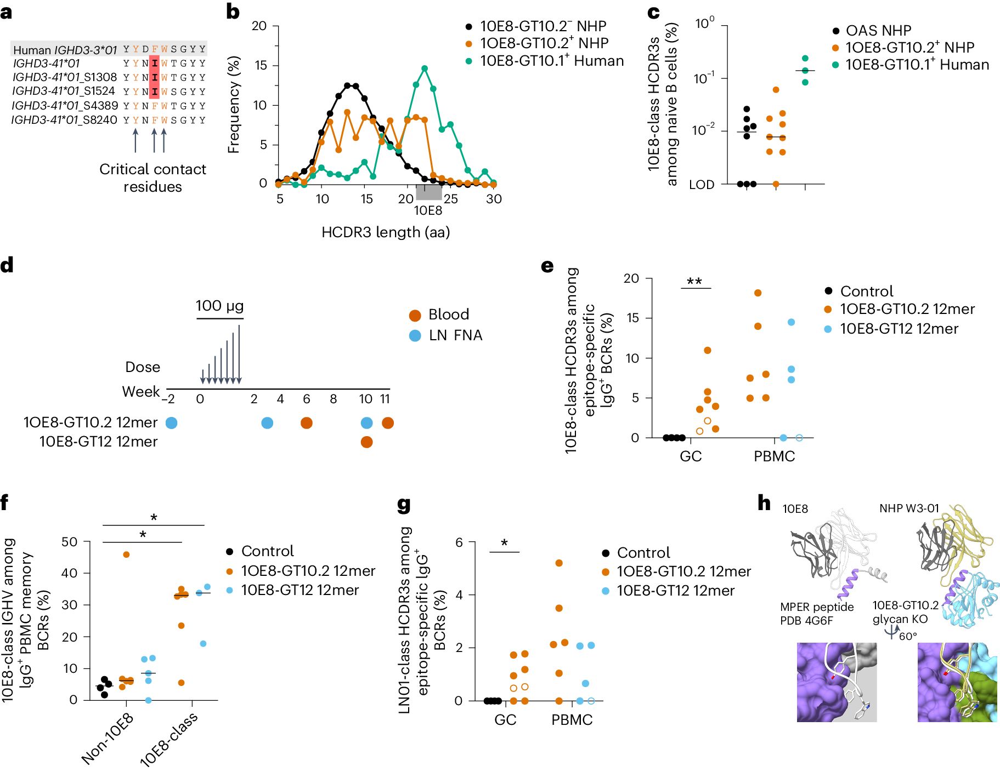 a
Human IGHD3-3*01 Y Y D F W S G Y Y
IGHD3-41*01 Y Y N I W T G Y Y
IGHD3-41*01_S1308 Y Y N I W T G Y Y
IGHD3-41*01_S1524 Y Y N I W S G Y Y
IGHD3-41*01_S4389 Y Y N F W T G Y Y
IGHD3-41*01_S8240 Y Y N F W S G Y Y
Critical contact
residues
b
Frequency (%)
20
15
10
5
0
5 10 15 20 25 30
10E8
HCDR3 length (aa)
10E8-GT10.2⁻ NHP
10E8-GT10.2⁺ NHP
10E8-GT10.1⁺ Human
c
10E8-class HCDR3s
among naive B cells (%)
10⁰
10⁻¹
10⁻²
LOD
OAS NHP
10E8-GT10.2⁺ NHP
10E8-GT10.1⁺ Human
d
100 µg
Dose
Week
−2 0 2 4 6 8 10 11
10E8-GT10.2 12mer
10E8-GT12 12mer
Blood
LN FNA
e
10E8-class HCDR3s among
epitope-specific
IgG⁺ BCRs (%)
20
15
10
5
0
**
GC PBMC
Control
10E8-GT10.2 12mer
10E8-GT12 12mer
f
10E8-class IGHV among
IgG⁺ PBMC memory
BCRs (%)
50
40
30
20
10
0
*
*
Non-10E8
10E8-class
Control
10E8-GT10.2 12mer
10E8-GT12 12mer
g
LN01-class HCDR3s among
epitope-specific IgG⁺
BCRs (%)
6
4
2
0
*
GC PBMC
Control
10E8-GT10.2 12mer
10E8-GT12 12mer
h
10E8
NHP W3-01
MPER peptide
PDB 4G6F
10E8-GT10.2
glycan KO
60°